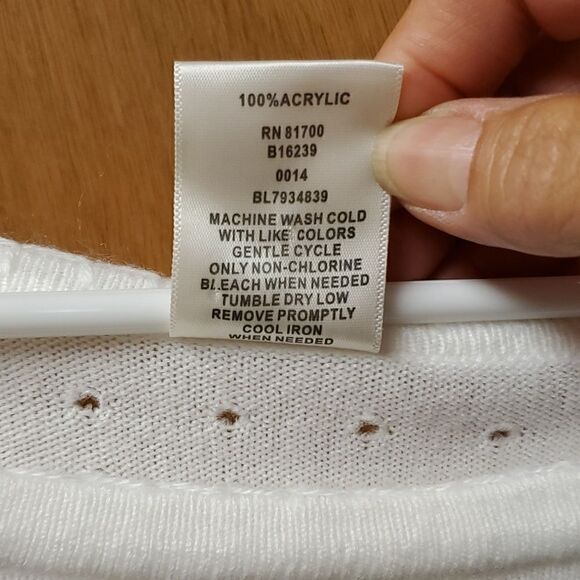 100%ACRYLIC
RN 81700
B16239
0014
BL7934839
MACHINE WASH COLD
WITH LIKE COLORS
GENTLE CYCLE
ONLY NON-CHLORINE
BLEACH WHEN NEEDED
TUMBLE DRY LOW
REMOVE PROMPTLY
COOL IRON
WHEN NEEDED